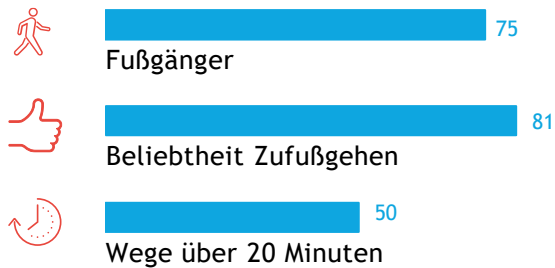 75
Fußgänger
81
Beliebtheit Zufußgehen
50
Wege über 20 Minuten